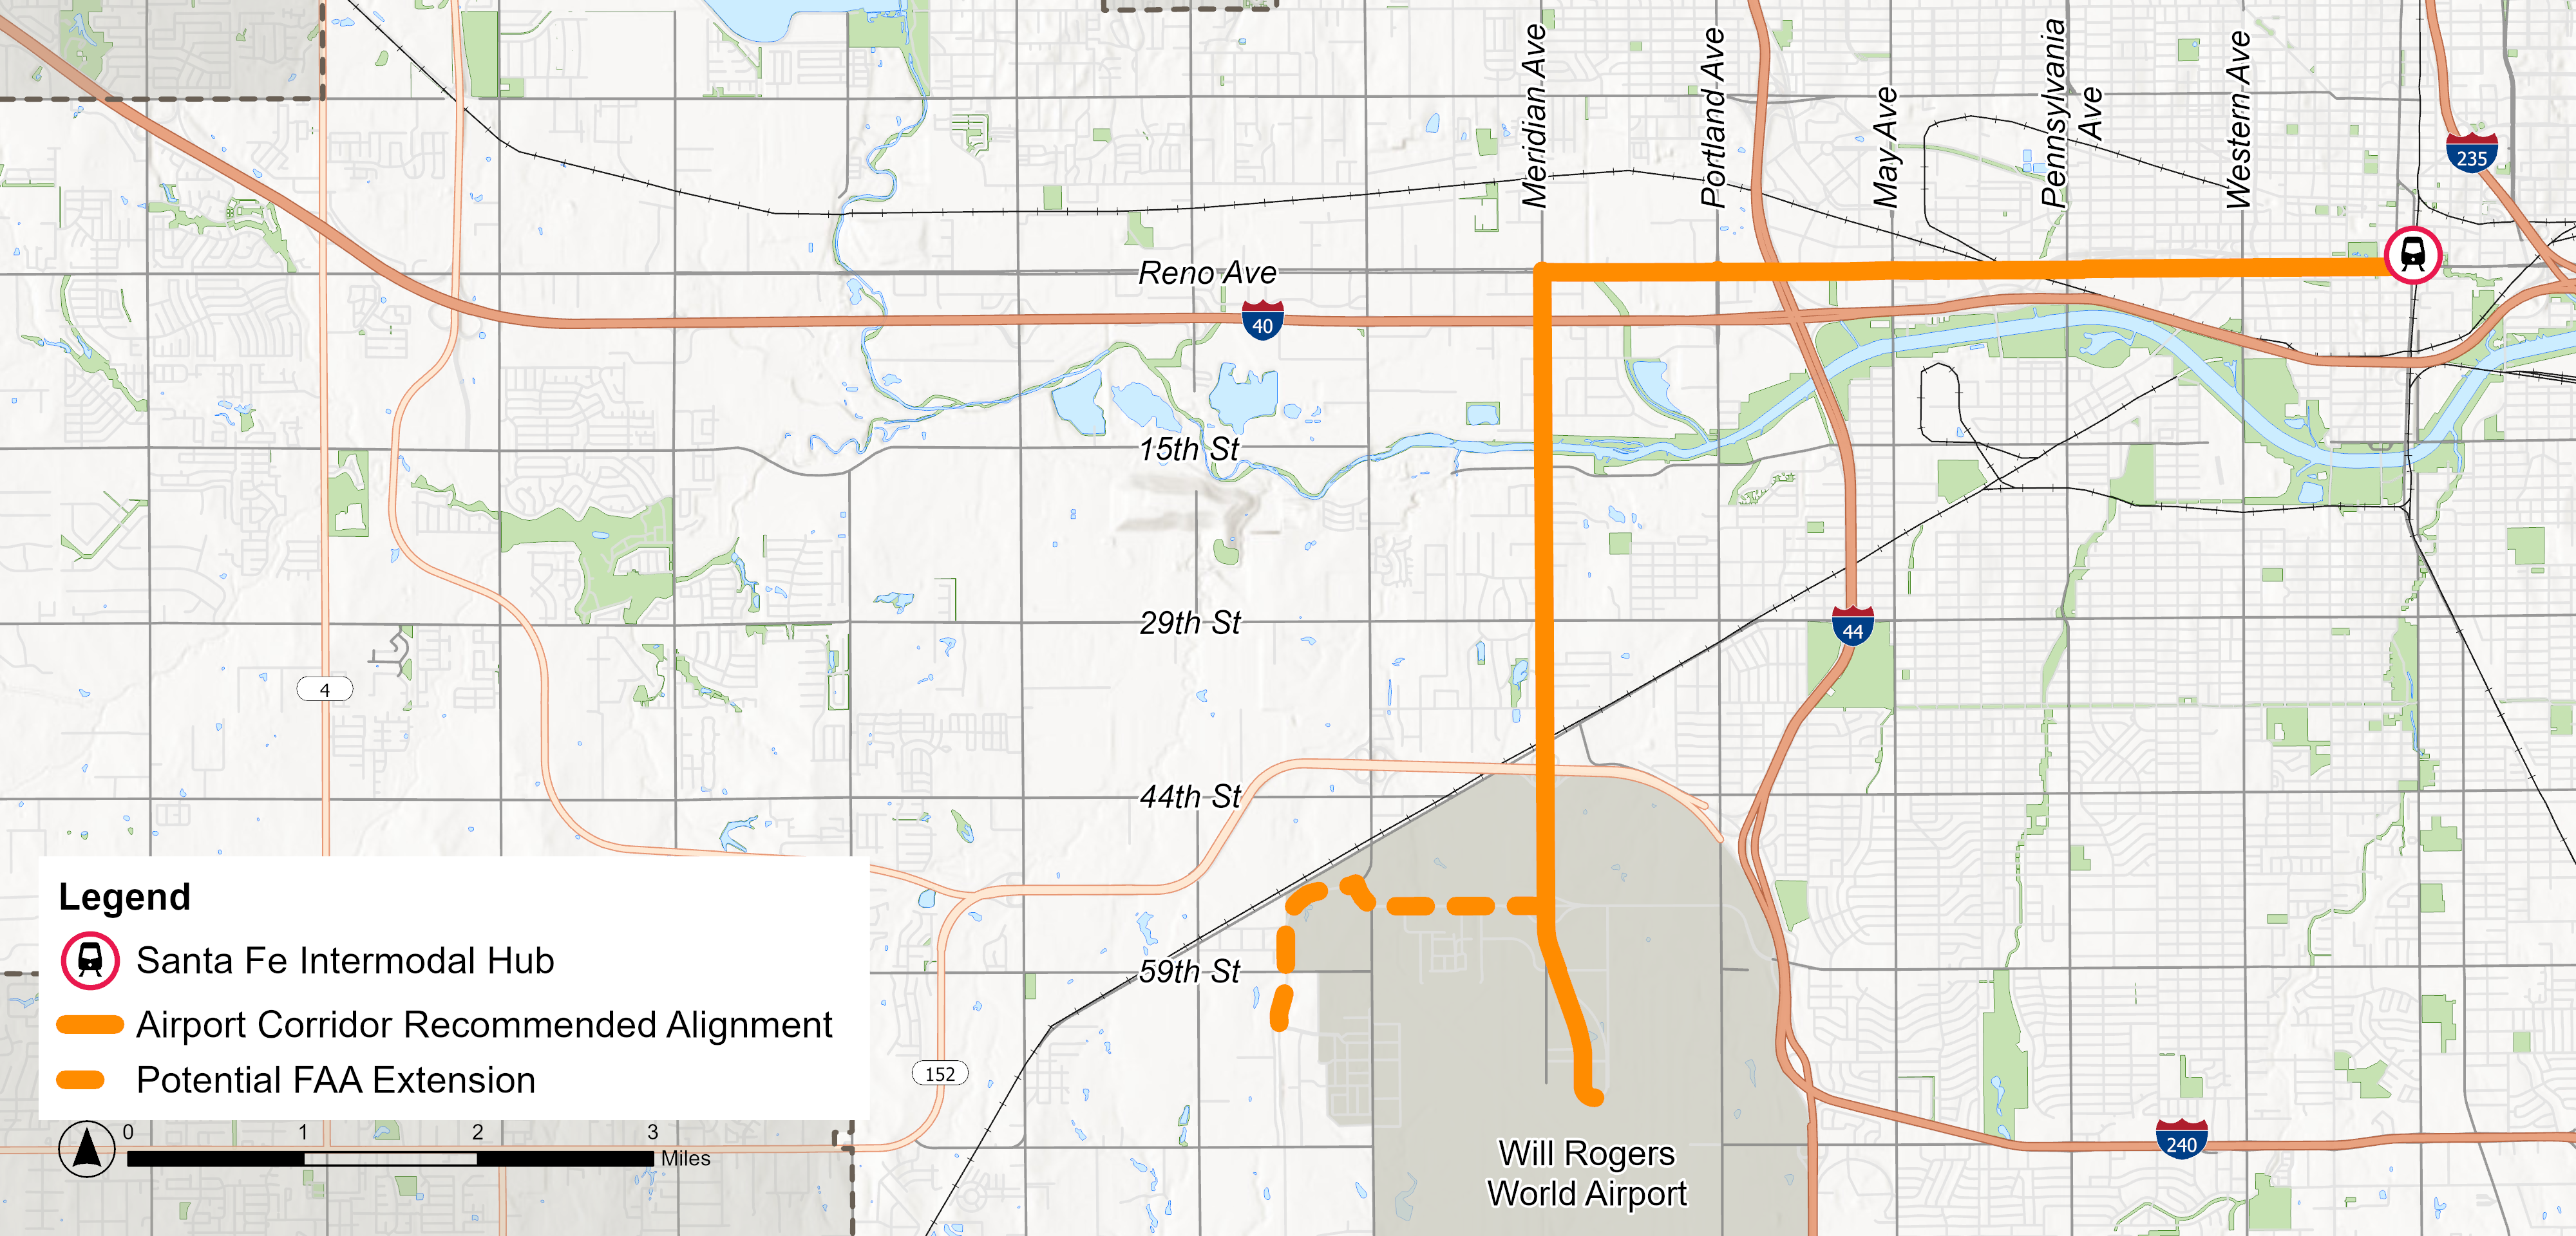 Meridian Ave
Portland Ave
May Ave
Pennsylvania
Ave
Western Ave
235
Reno Ave
40
15th St
29th St
44
4
44th St
59th St
152
240
Will Rogers
World Airport
Legend
Santa Fe Intermodal Hub
Airport Corridor Recommended Alignment
Potential FAA Extension
0 1 2 3
Miles